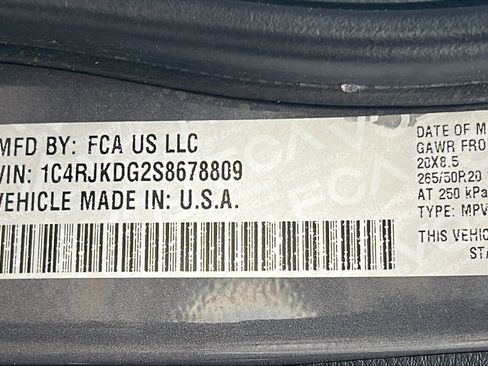 MFD BY: FCA US LLC
VIN: 1C4RJKDG2S8678809
VEHICLE MADE IN: U.S.A.
DATE OF M
GAWR FRO
20X8.5
265/50R20
AT 250 kPa
TYPE: MPV
THIS VEHIC
STA